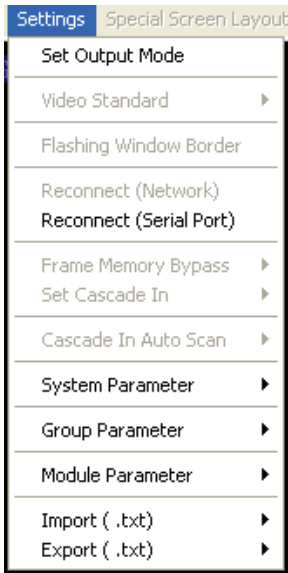 Settings Special Screen Layout
Set Output Mode
Video Standard
Flashing Window Border
Reconnect (Network)
Reconnect (Serial Port)
Frame Memory Bypass
Set Cascade In
Cascade In Auto Scan
System Parameter
Group Parameter
Module Parameter
Import ( .txt)
Export ( .txt)